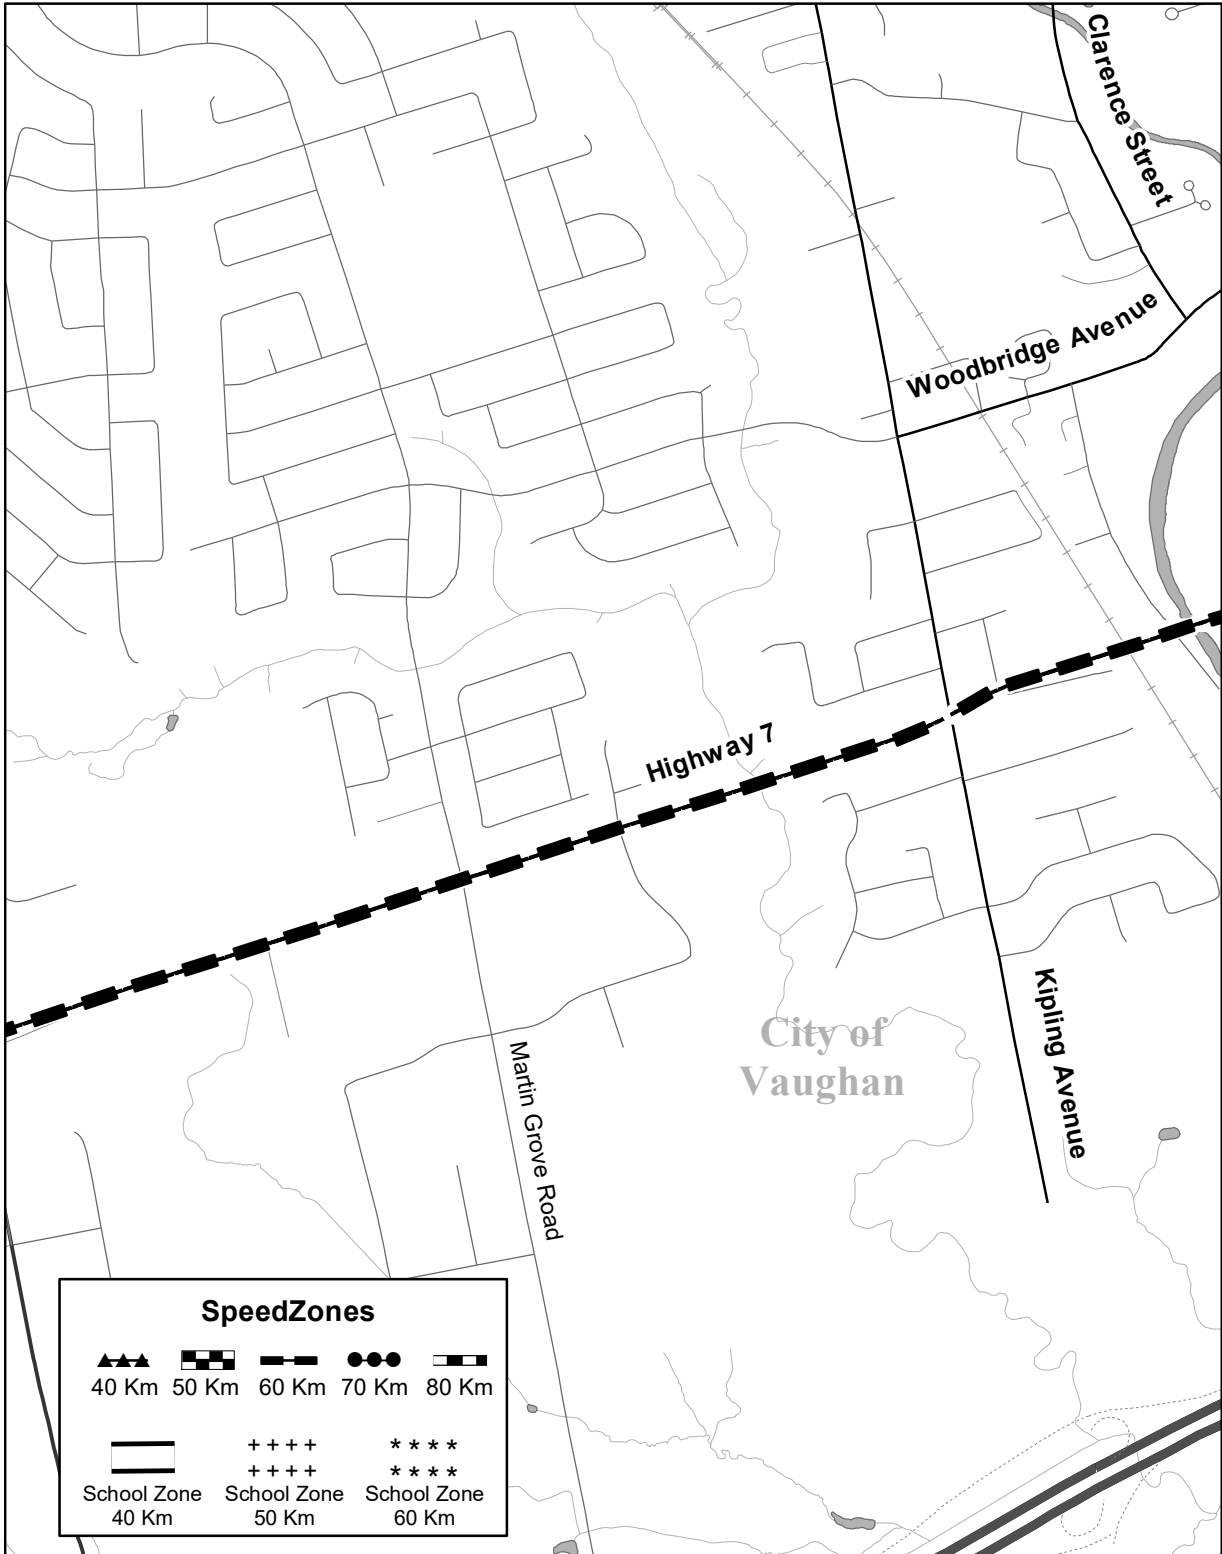 Clarence Street
Woodbridge Avenue
Highway 7
City of
Vaughan
Kipling Avenue
Martin Grove Road
SpeedZones
40 Km 50 Km 60 Km 70 Km 80 Km
School Zone School Zone School Zone
40 Km 50 Km 60 Km